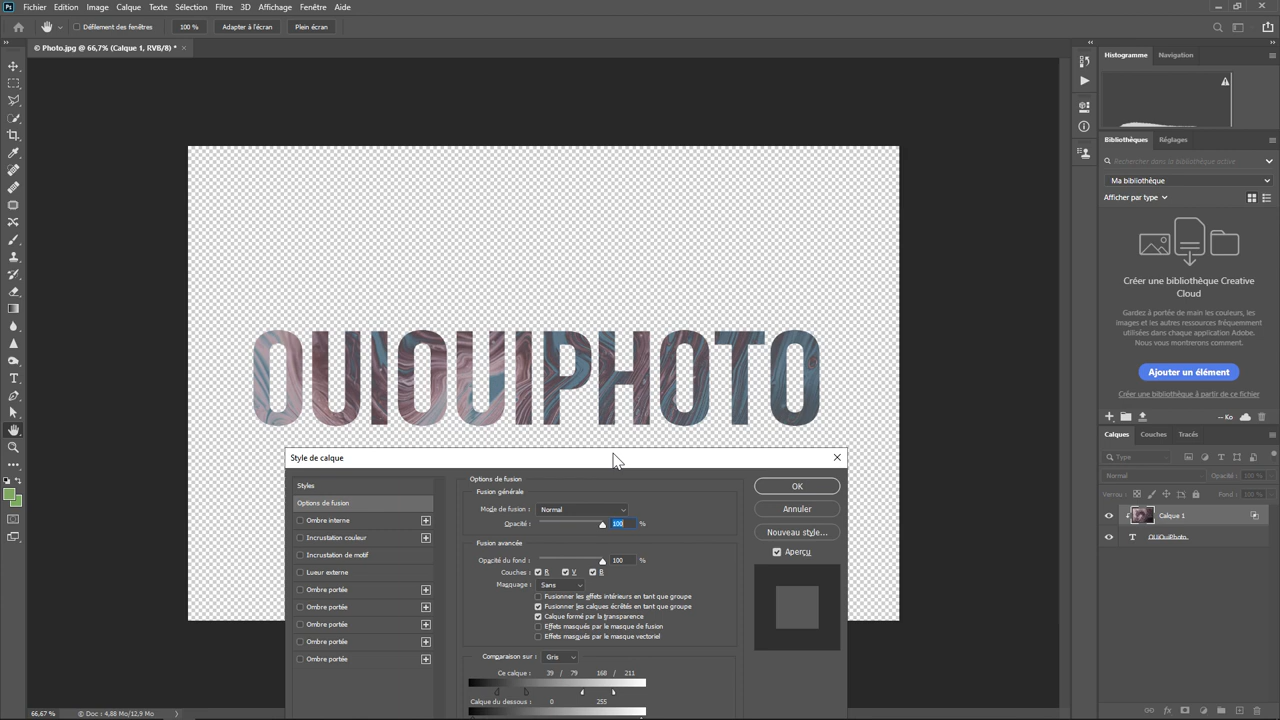 Ps Fichier Edition Image Calque Texte Sélection Filtre 3D Affichage Fenêtre Aide
Défilement des fenêtres 100 % Adapter à l'écran Plein écran
© Photo.jpg @ 66,7% (Calque 1, RVB/8) * ×
Histogramme Navigation
Bibliothèques Réglages
Rechercher dans la bibliothèque active
Ma bibliothèque
Afficher par type
Créer une bibliothèque Creative
Cloud
Gardez à portée de main les couleurs, les
images et les autres ressources fréquemment
utilisées dans chaque application Adobe.
Nous vous montrerons comment.
Ajouter un élément
Créer une bibliothèque à partir de ce fichier
-- Ko
OUIOUIPHOTO
Calques Couches Tracés
Type
Normal Opacité : 100 %
Verrou : Fond : 100 %
Calque 1
T OUiOuiPhoto
Style de calque
Styles
Options de fusion
Ombre interne
Incrustation couleur
Incrustation de motif
Lueur externe
Ombre portée
Ombre portée
Ombre portée
Ombre portée
Ombre portée
Options de fusion
Fusion générale
Mode de fusion : Normal
Opacité : 100 %
Fusion avancée
Opacité du fond : 100 %
Couches : R V B
Masquage : Sans
Fusionner les effets intérieurs en tant que groupe
Fusionner les calques écrêtés en tant que groupe
Calque formé par la transparence
Effets masqués par le masque de fusion
Effets masqués par le masque vectoriel
Comparaison sur : Gris
Ce calque : 39 / 79 168 / 211
Calque du dessous : 0 255
OK
Annuler
Nouveau style...
Aperçu
66,67 % Doc : 4,88 Mo/12,9 Mo
fx